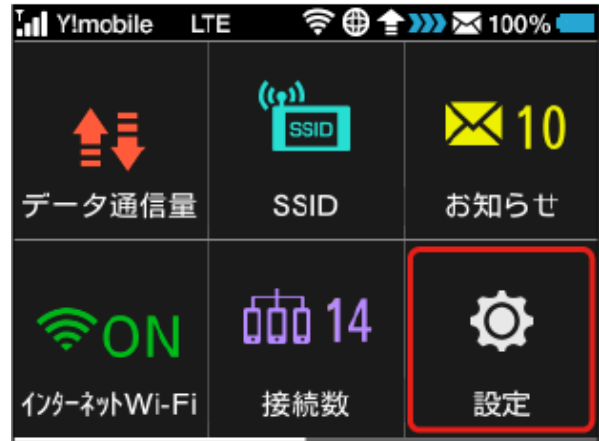 Y!mobile LTE 100%
SSID
10
データ通信量 SSID お知らせ
ON 14
インターネットWi-Fi 接続数 設定